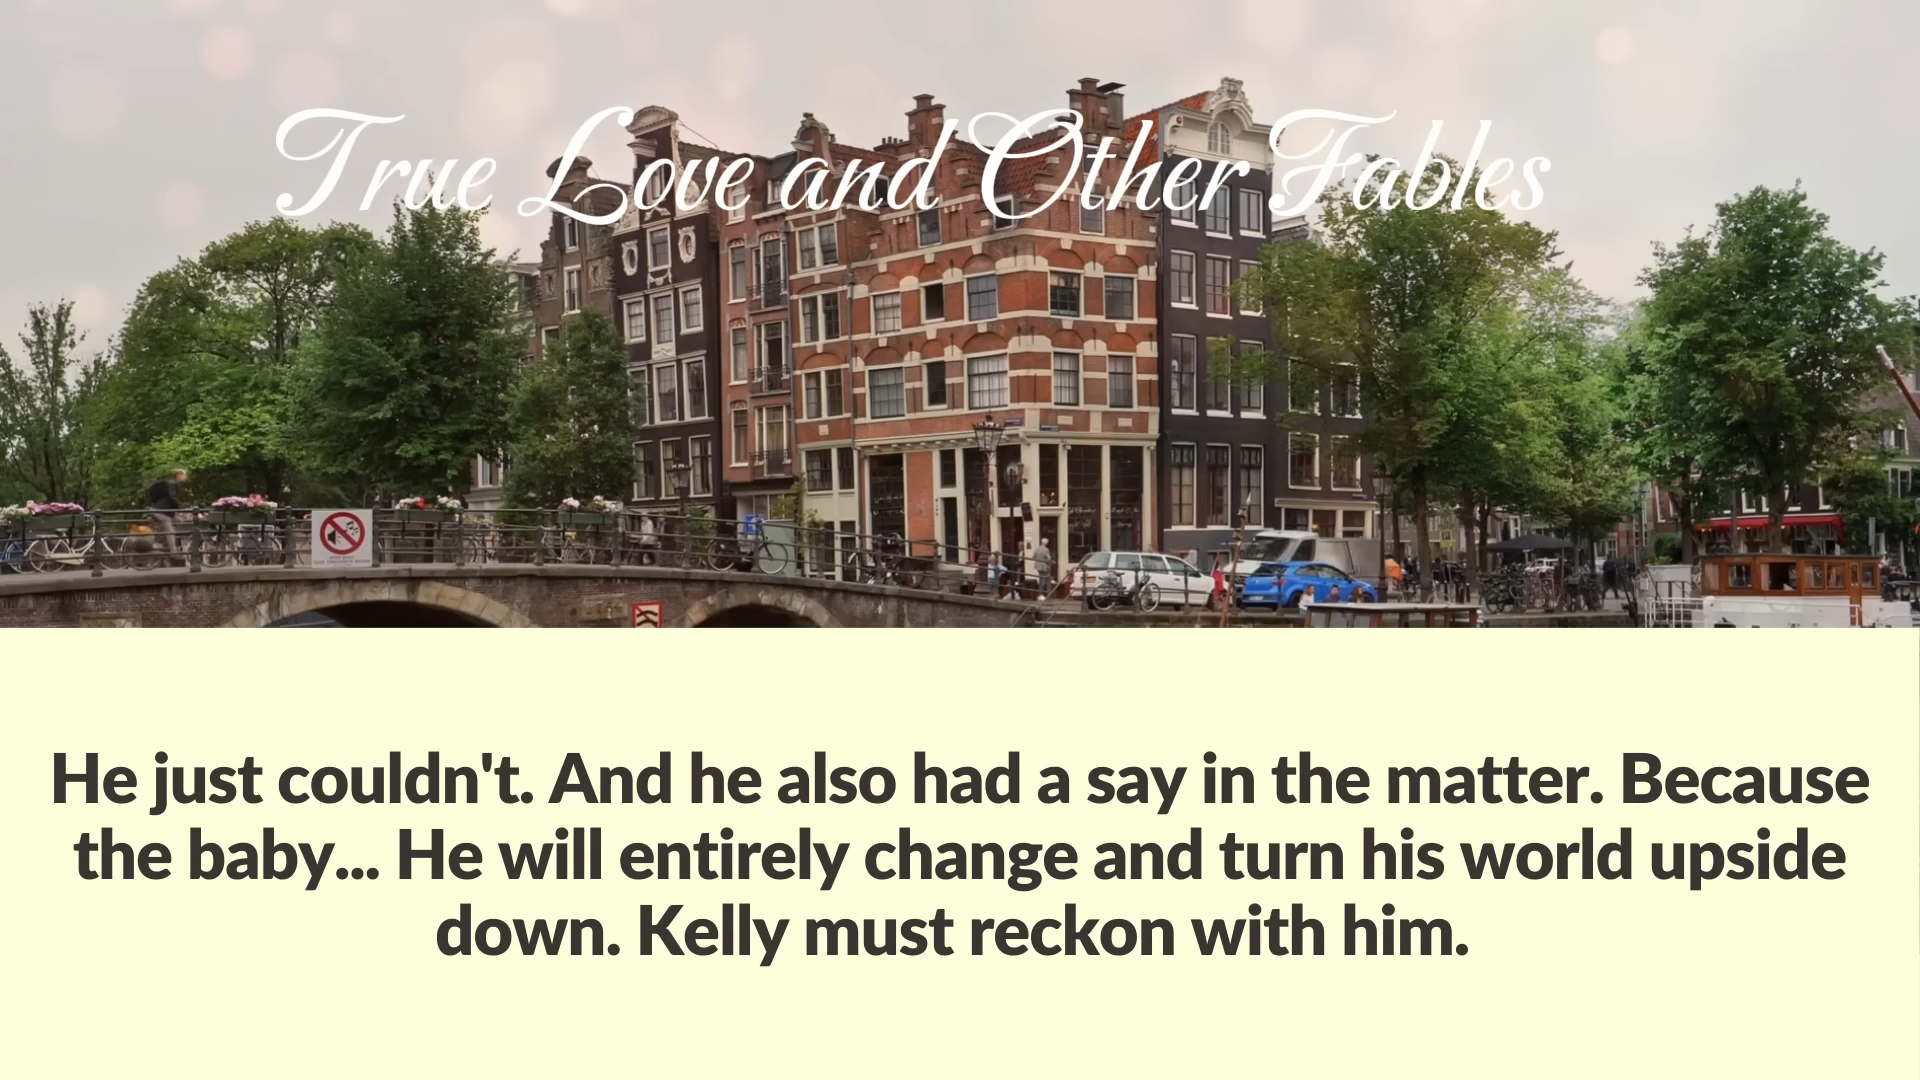 True Love and Other Fables
He just couldn't. And he also had a say in the matter. Because
the baby... He will entirely change and turn his world upside
down. Kelly must reckon with him.